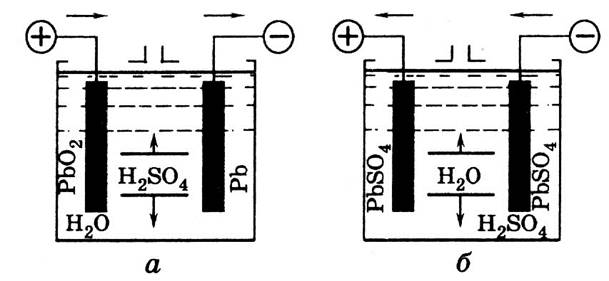 +
−
PbO₂
H₂SO₄
Pb
H₂O
а
+
−
PbSO₄
H₂O
PbSO₄
H₂SO₄
б